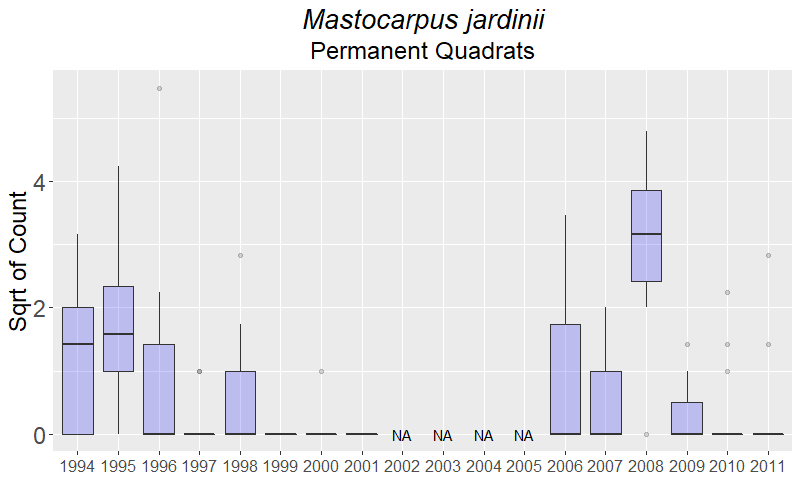 Mastocarpus jardinii
Permanent Quadrats
Sqrt of Count
4
2
0
NA NA NA NA
1994 1995 1996 1997 1998 1999 2000 2001 2002 2003 2004 2005 2006 2007 2008 2009 2010 2011